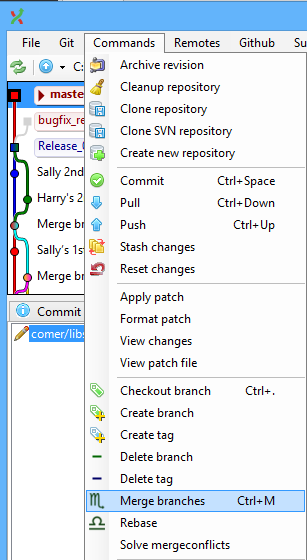 File Git Commands Remotes Github Su
C:
Archive revision
Cleanup repository
Clone repository
Clone SVN repository
Create new repository
Commit Ctrl+Space
Pull Ctrl+Down
Push Ctrl+Up
Stash changes
Reset changes
Apply patch
Format patch
View changes
View patch file
Checkout branch Ctrl+.
Create branch
Create tag
Delete branch
Delete tag
Merge branches Ctrl+M
Rebase
Solve mergeconflicts
maste
bugfix_re
Release_
Sally 2nd
Harry's 2
Merge br
Sally's 1s
Merge br
Commit
comer/libs